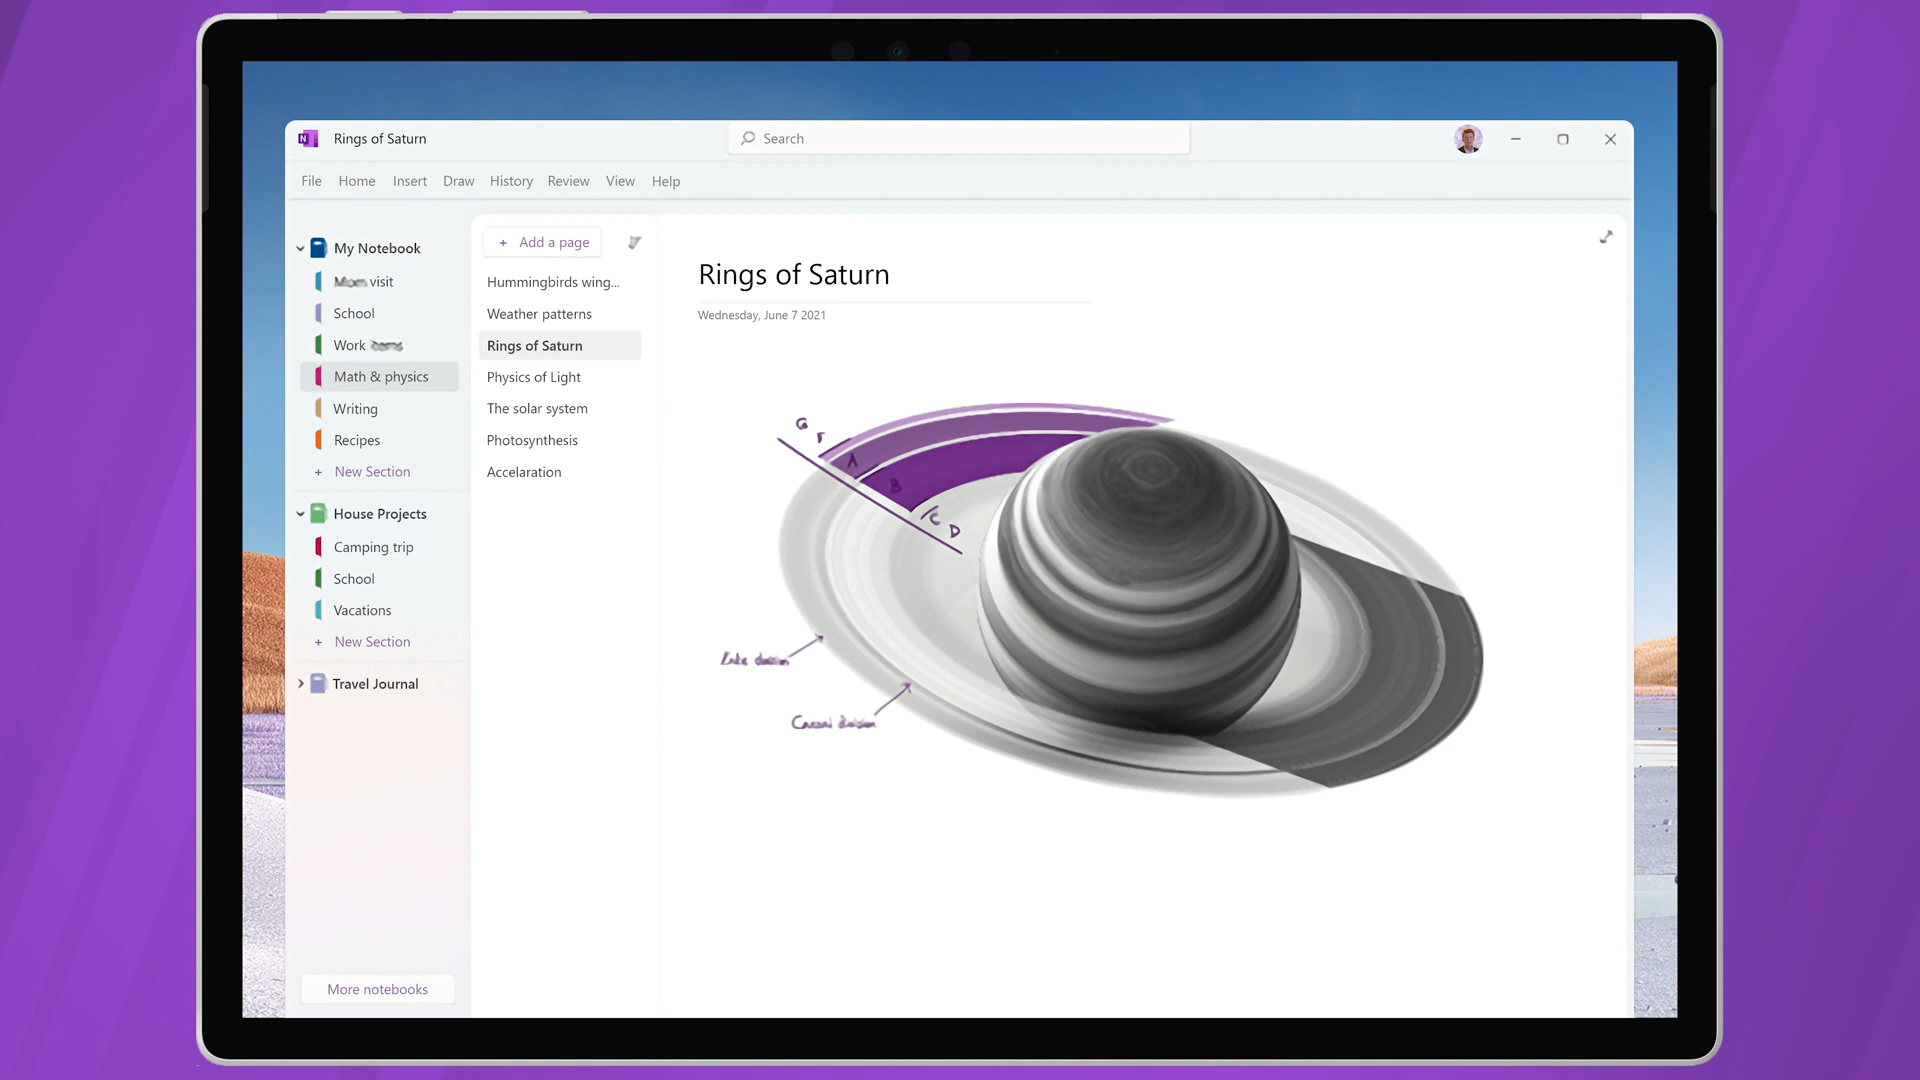 Rings of Saturn
Search
File Home Insert Draw History Review View Help
My Notebook
visit
School
Work
Math & physics
Writing
Recipes
+ New Section
House Projects
Camping trip
School
Vacations
+ New Section
Travel Journal
More notebooks
+ Add a page
Hummingbirds wing...
Weather patterns
Rings of Saturn
Physics of Light
The solar system
Photosynthesis
Accelaration
Rings of Saturn
Wednesday, June 7 2021
G
F
A
B
C
D
division
division